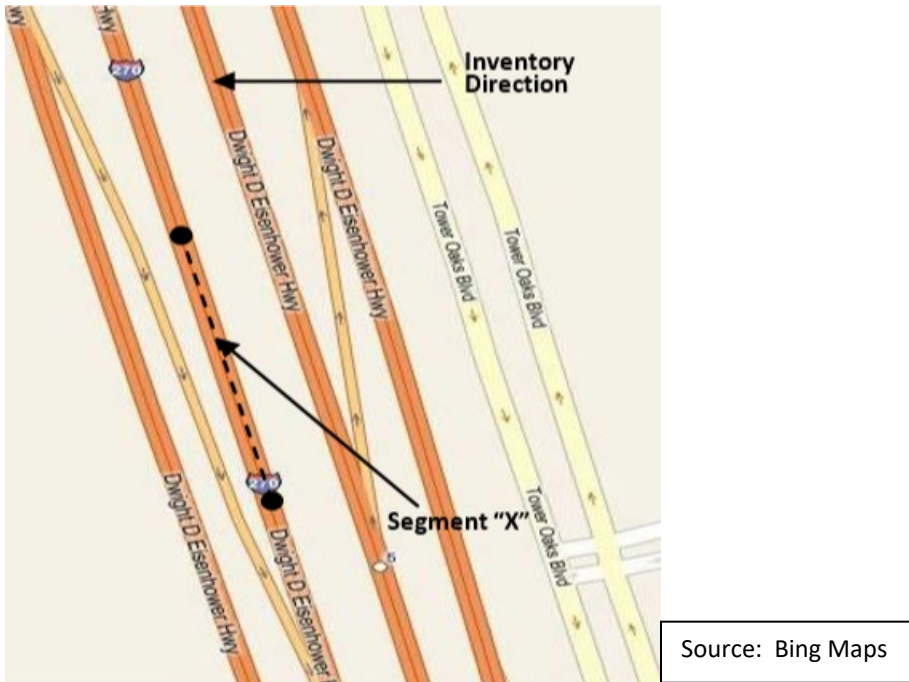 Hwy
Hwy
270
Inventory
Direction
Dwight D Eisenhower Hwy
Dwight D Eisenhower Hwy
Tower Oaks Blvd
Tower Oaks Blvd
270
Segment “X”
Dwight D Eisenhower Hwy
Dwight D Eisenhower
Tower Oaks Blvd
Source: Bing Maps